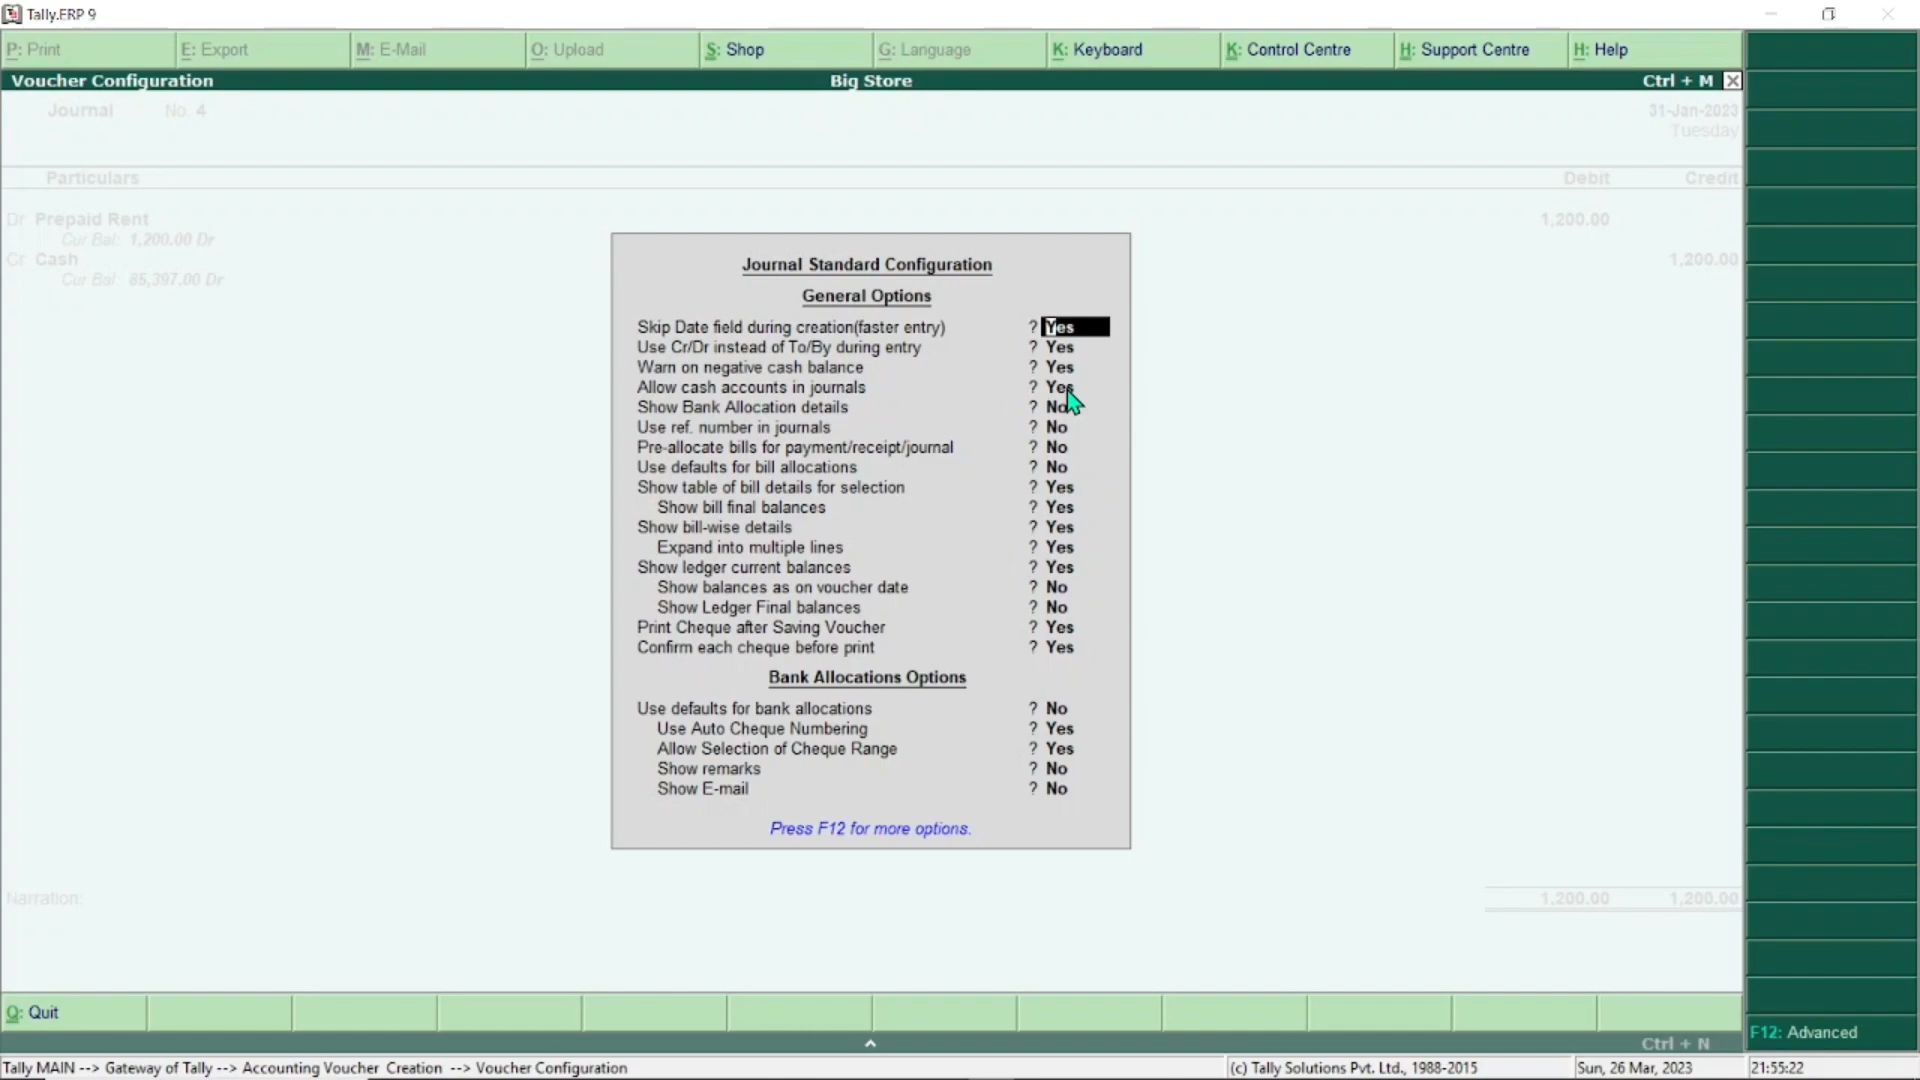 Tally.ERP 9
P: Print E: Export M: E-Mail O: Upload S: Shop G: Language K: Keyboard K: Control Centre H: Support Centre H: Help
Voucher Configuration Big Store Ctrl + M
Journal No. 4 31-Jan-2023
Tuesday
Particulars Debit Credit
Dr Prepaid Rent 1,200.00
Cur Bal: 1,200.00 Dr
Cr Cash 1,200.00
Cur Bal: 85,397.00 Dr
Journal Standard Configuration
General Options
Skip Date field during creation(faster entry) ? Yes
Use Cr/Dr instead of To/By during entry ? Yes
Warn on negative cash balance ? Yes
Allow cash accounts in journals ? Yes
Show Bank Allocation details ? No
Use ref. number in journals ? No
Pre-allocate bills for payment/receipt/journal ? No
Use defaults for bill allocations ? No
Show table of bill details for selection ? Yes
Show bill final balances ? Yes
Show bill-wise details ? Yes
Expand into multiple lines ? Yes
Show ledger current balances ? Yes
Show balances as on voucher date ? No
Show Ledger Final balances ? No
Print Cheque after Saving Voucher ? Yes
Confirm each cheque before print ? Yes
Bank Allocations Options
Use defaults for bank allocations ? No
Use Auto Cheque Numbering ? Yes
Allow Selection of Cheque Range ? Yes
Show remarks ? No
Show E-mail ? No
Press F12 for more options.
Narration: 1,200.00 1,200.00
Q: Quit
F12: Advanced
Ctrl + N
Tally MAIN --> Gateway of Tally --> Accounting Voucher Creation --> Voucher Configuration (c) Tally Solutions Pvt. Ltd., 1988-2015 Sun, 26 Mar, 2023 21:55:22